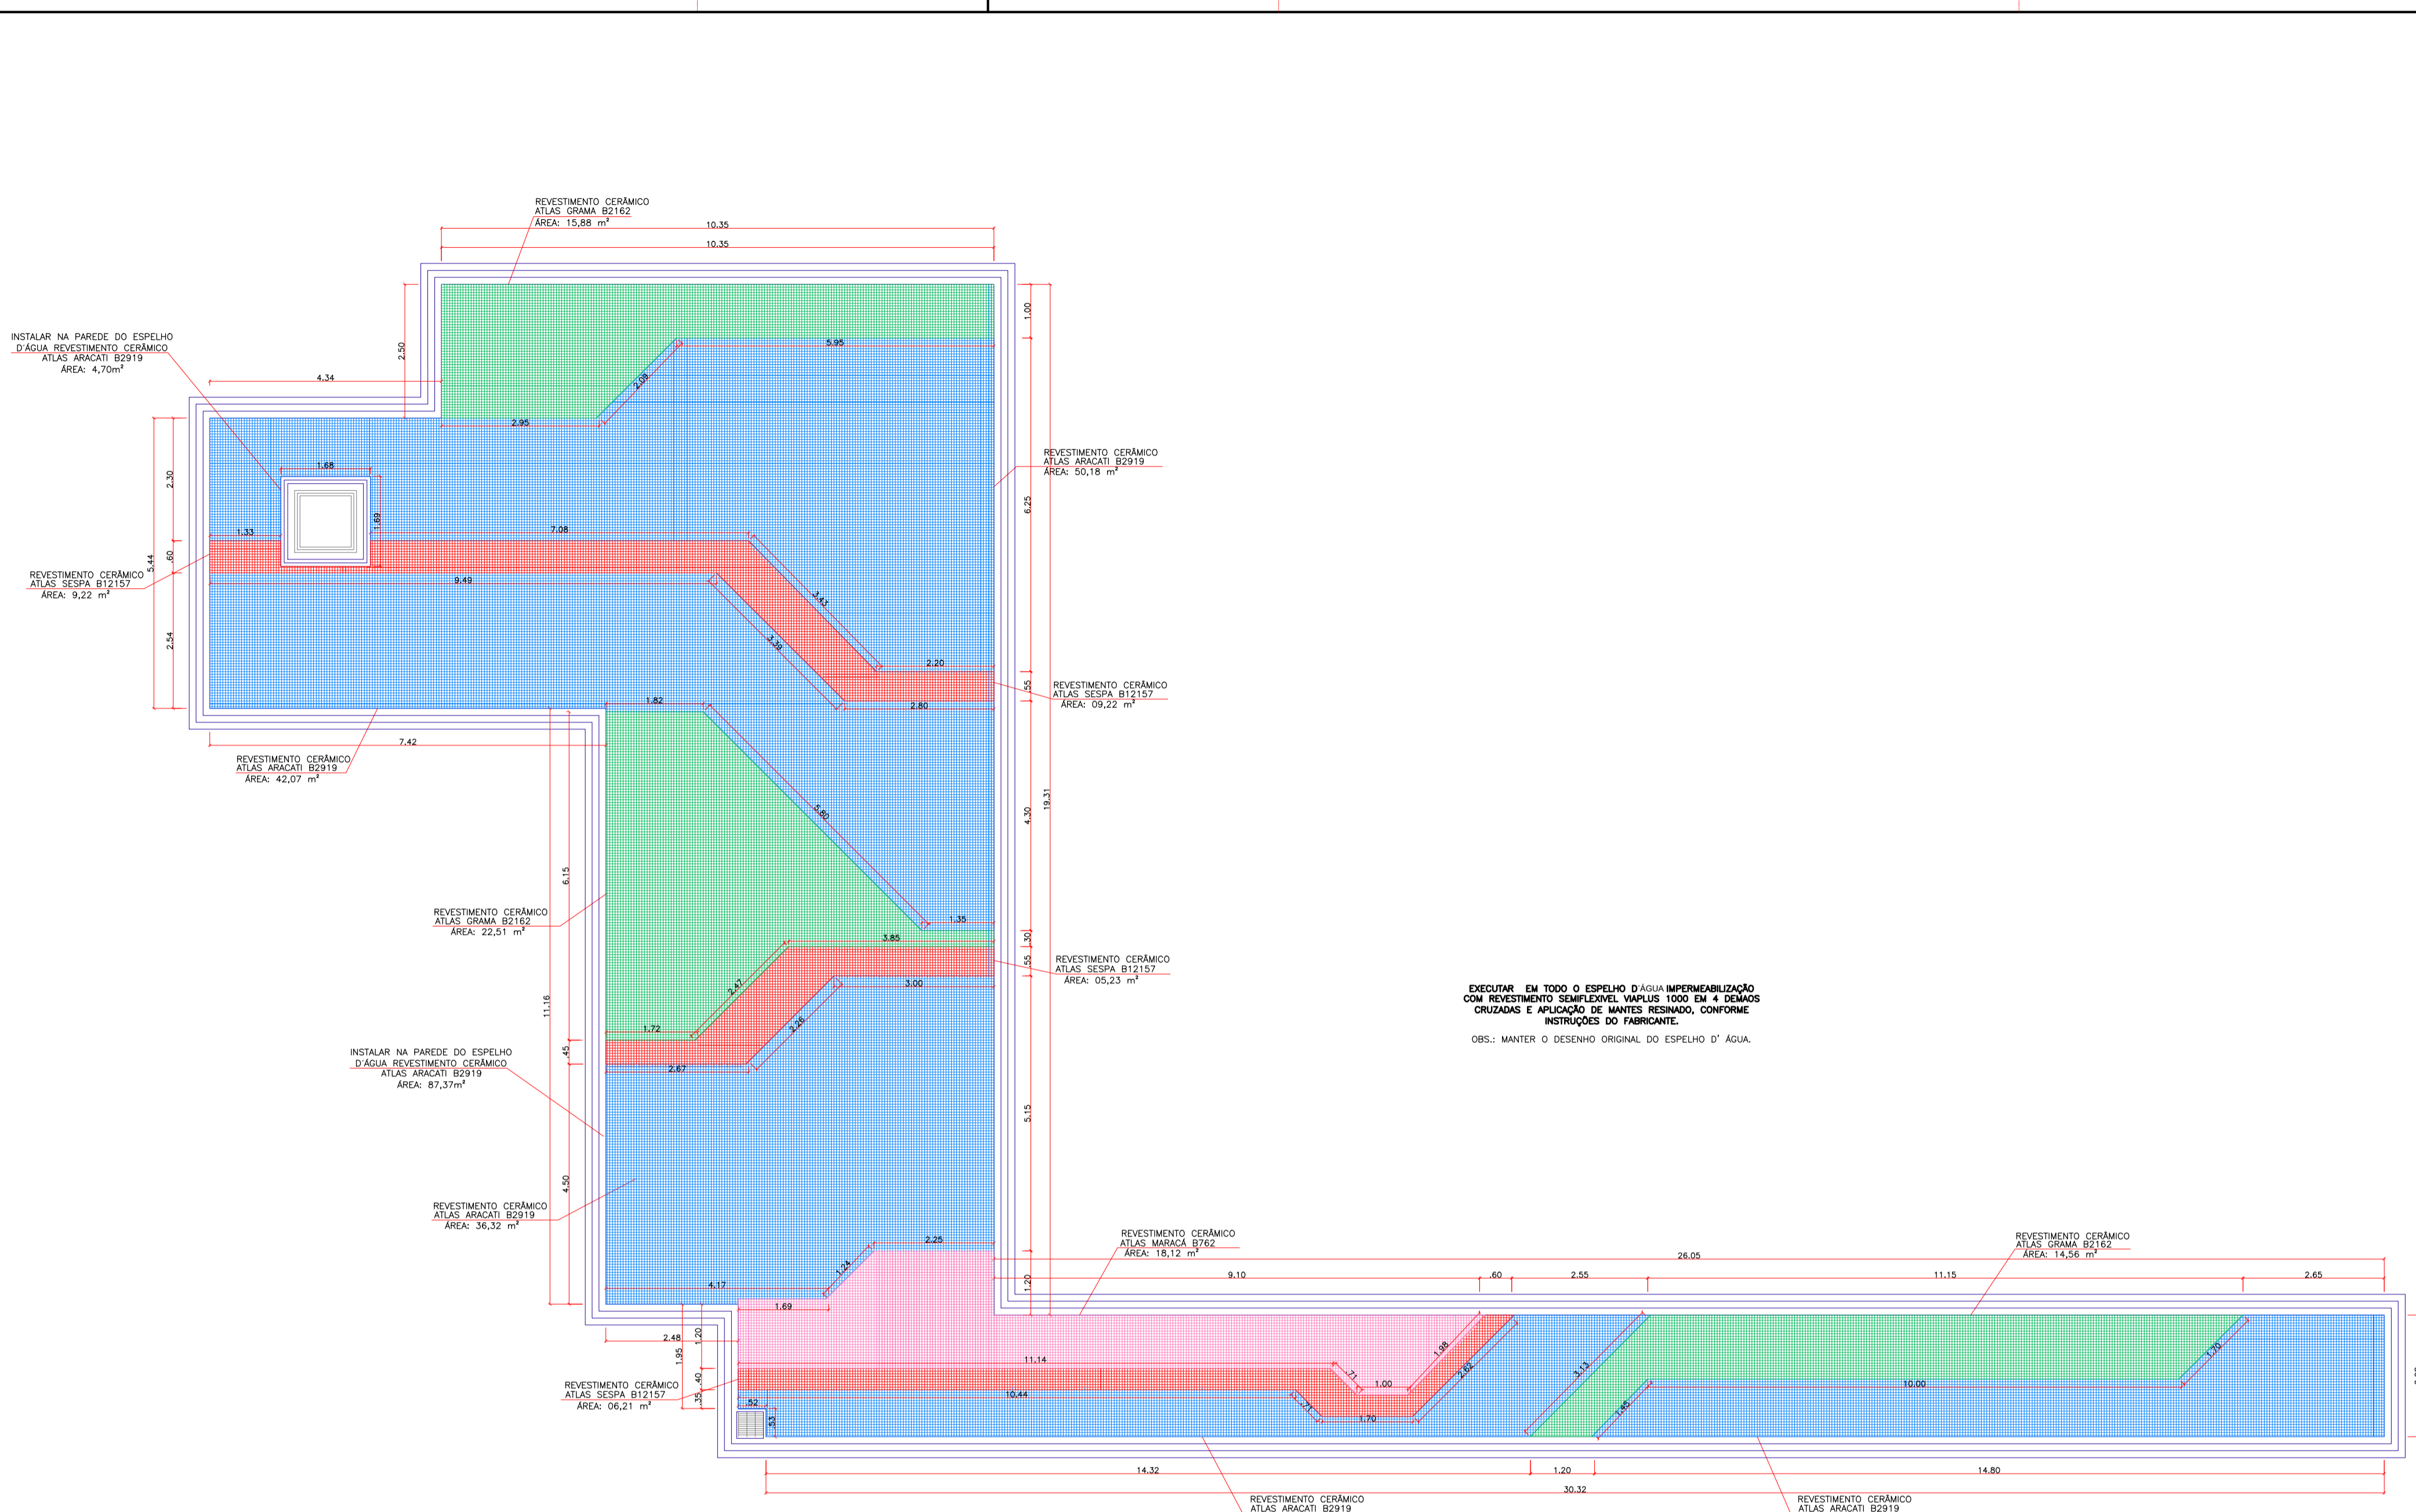 REVESTIMENTO CERÂMICO
ATLAS GRAMA B2162
ÁREA: 15,88 m²
10.35
10.35
1.00
2.50
5.95
2.09
2.95
INSTALAR NA PAREDE DO ESPELHO
D'ÁGUA REVESTIMENTO CERÂMICO
ATLAS ARACATI B2919
ÁREA: 4,70m²
4.34
REVESTIMENTO CERÂMICO
ATLAS ARACATI B2919
ÁREA: 50,18 m²
1.68
2.30
1.69
6.25
1.33
7.08
.60
5.44
9.49
REVESTIMENTO CERÂMICO
ATLAS SESPA B12157
ÁREA: 9,22 m²
3.43
3.39
2.54
2.20
.55
REVESTIMENTO CERÂMICO
ATLAS SESPA B12157
ÁREA: 09,22 m²
1.82
2.80
7.42
REVESTIMENTO CERÂMICO
ATLAS ARACATI B2919
ÁREA: 42,07 m²
5.80
4.30
19.31
6.15
REVESTIMENTO CERÂMICO
ATLAS GRAMA B2162
ÁREA: 22,51 m²
1.35
3.85
.30
.55
REVESTIMENTO CERÂMICO
ATLAS SESPA B12157
ÁREA: 05,23 m²
2.47
3.00
2.26
11.16
1.72
.45
2.67
EXECUTAR EM TODO O ESPELHO D'ÁGUA IMPERMEABILIZAÇÃO
COM REVESTIMENTO SEMIFLEXIVEL VIAPLUS 1000 EM 4 DEMAOS
CRUZADAS E APLICAÇÃO DE MANTES RESINADO, CONFORME
INSTRUÇÕES DO FABRICANTE.
OBS.: MANTER O DESENHO ORIGINAL DO ESPELHO D' ÁGUA.
INSTALAR NA PAREDE DO ESPELHO
D'ÁGUA REVESTIMENTO CERÂMICO
ATLAS ARACATI B2919
ÁREA: 87,37m²
5.15
4.50
REVESTIMENTO CERÂMICO
ATLAS ARACATI B2919
ÁREA: 36,32 m²
2.25
1.24
4.17
1.69
1.20
REVESTIMENTO CERÂMICO
ATLAS MARACÁ B762
ÁREA: 18,12 m²
26.05
REVESTIMENTO CERÂMICO
ATLAS GRAMA B2162
ÁREA: 14,56 m²
9.10
.60
2.55
11.15
2.65
2.48
1.95
1.20
.40
.35
11.14
.71
1.00
1.98
2.62
3.13
1.70
REVESTIMENTO CERÂMICO
ATLAS SESPA B12157
ÁREA: 06,21 m²
.52
.53
10.44
.71
1.70
1.45
10.00
14.32
1.20
14.80
30.32
REVESTIMENTO CERÂMICO
ATLAS ARACATI B2919
REVESTIMENTO CERÂMICO
ATLAS ARACATI B2919